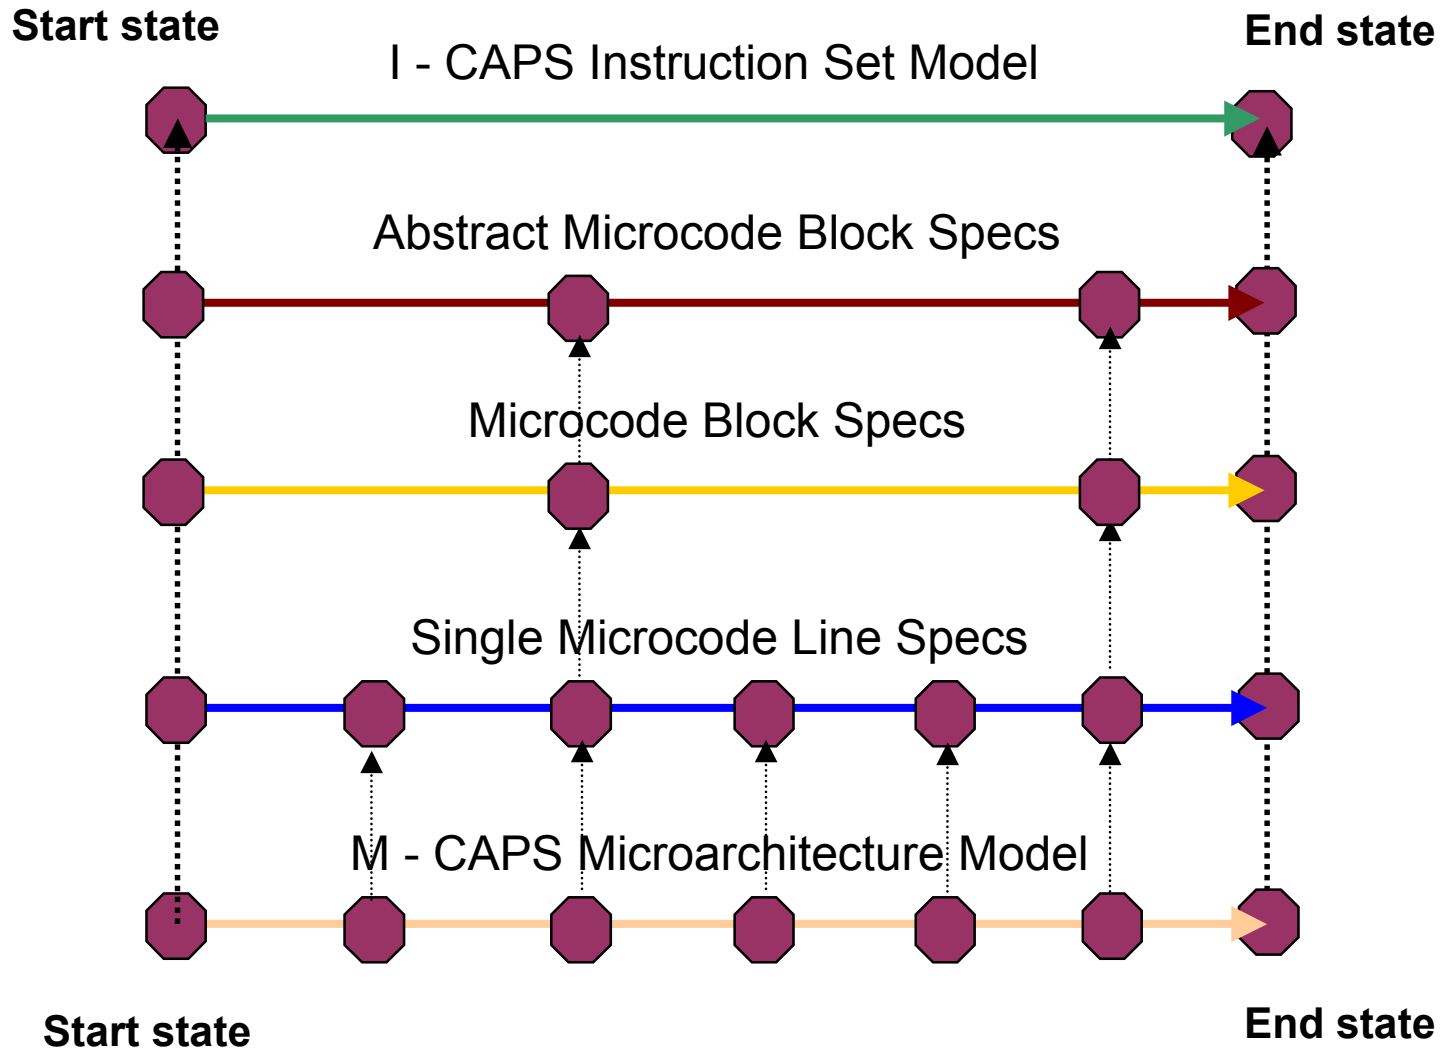 Start state
End state
I - CAPS Instruction Set Model
Abstract Microcode Block Specs
Microcode Block Specs
Single Microcode Line Specs
M - CAPS Microarchitecture Model
Start state
End state